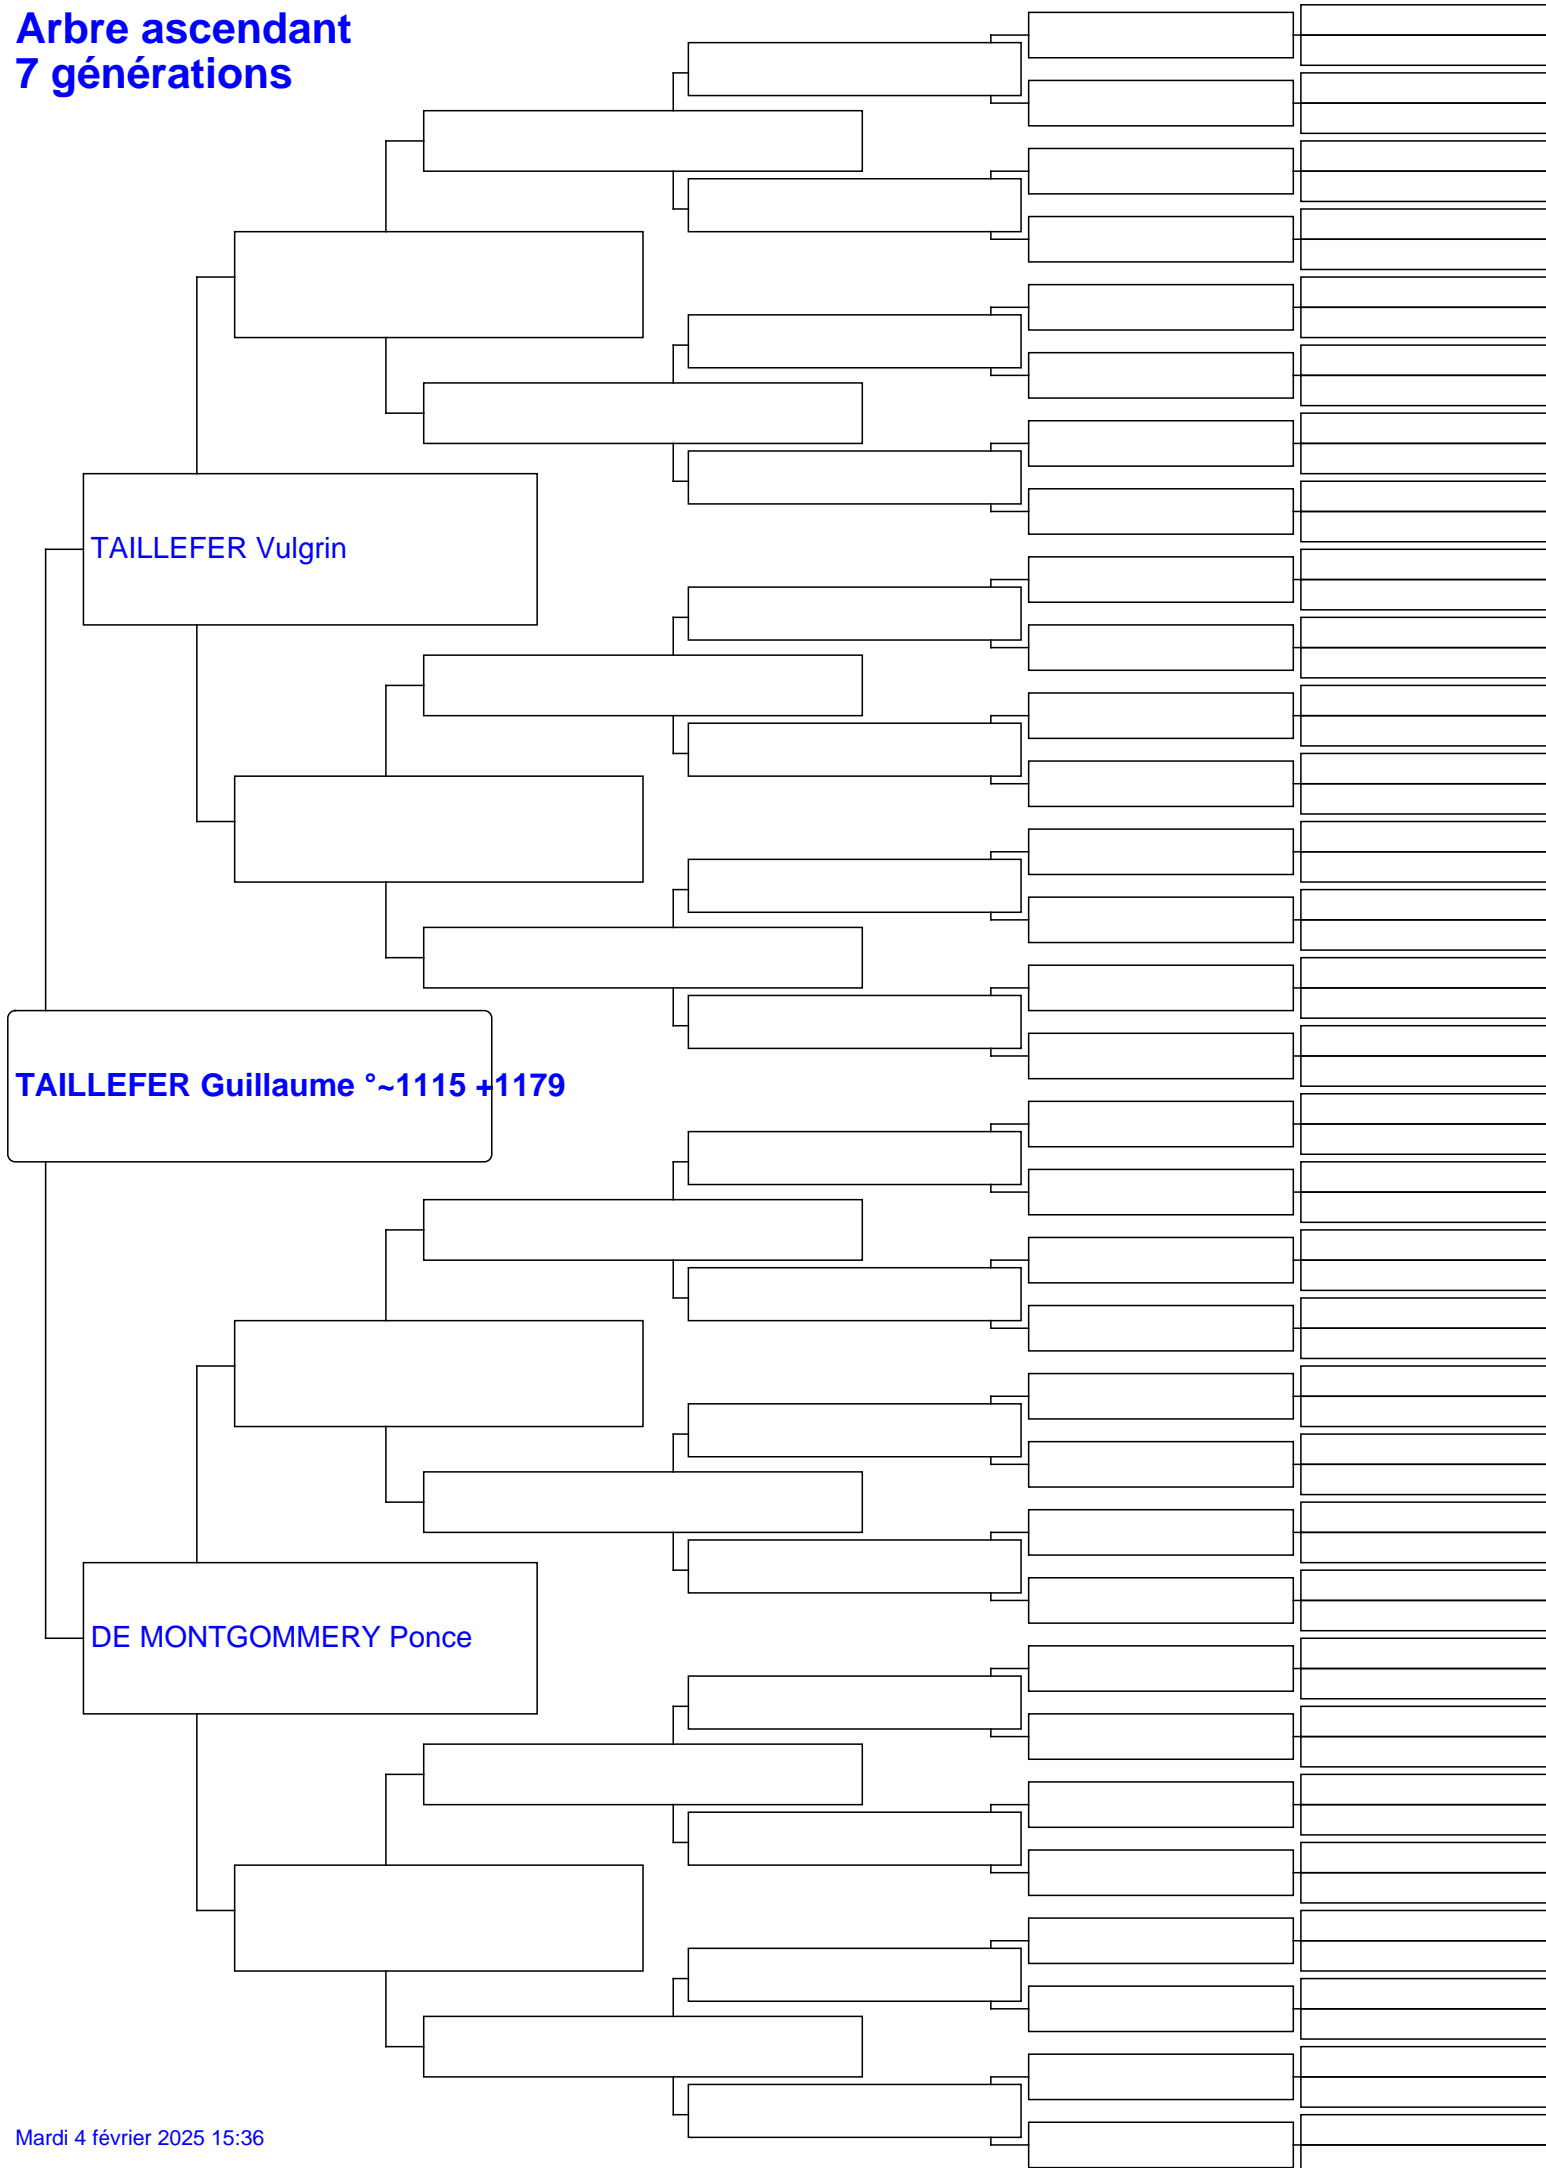 Arbre ascendant
7 générations
TAILLEFER Vulgrin
TAILLEFER Guillaume °~1115 +1179
DE MONTGOMMERY Ponce
Mardi 4 février 2025 15:36